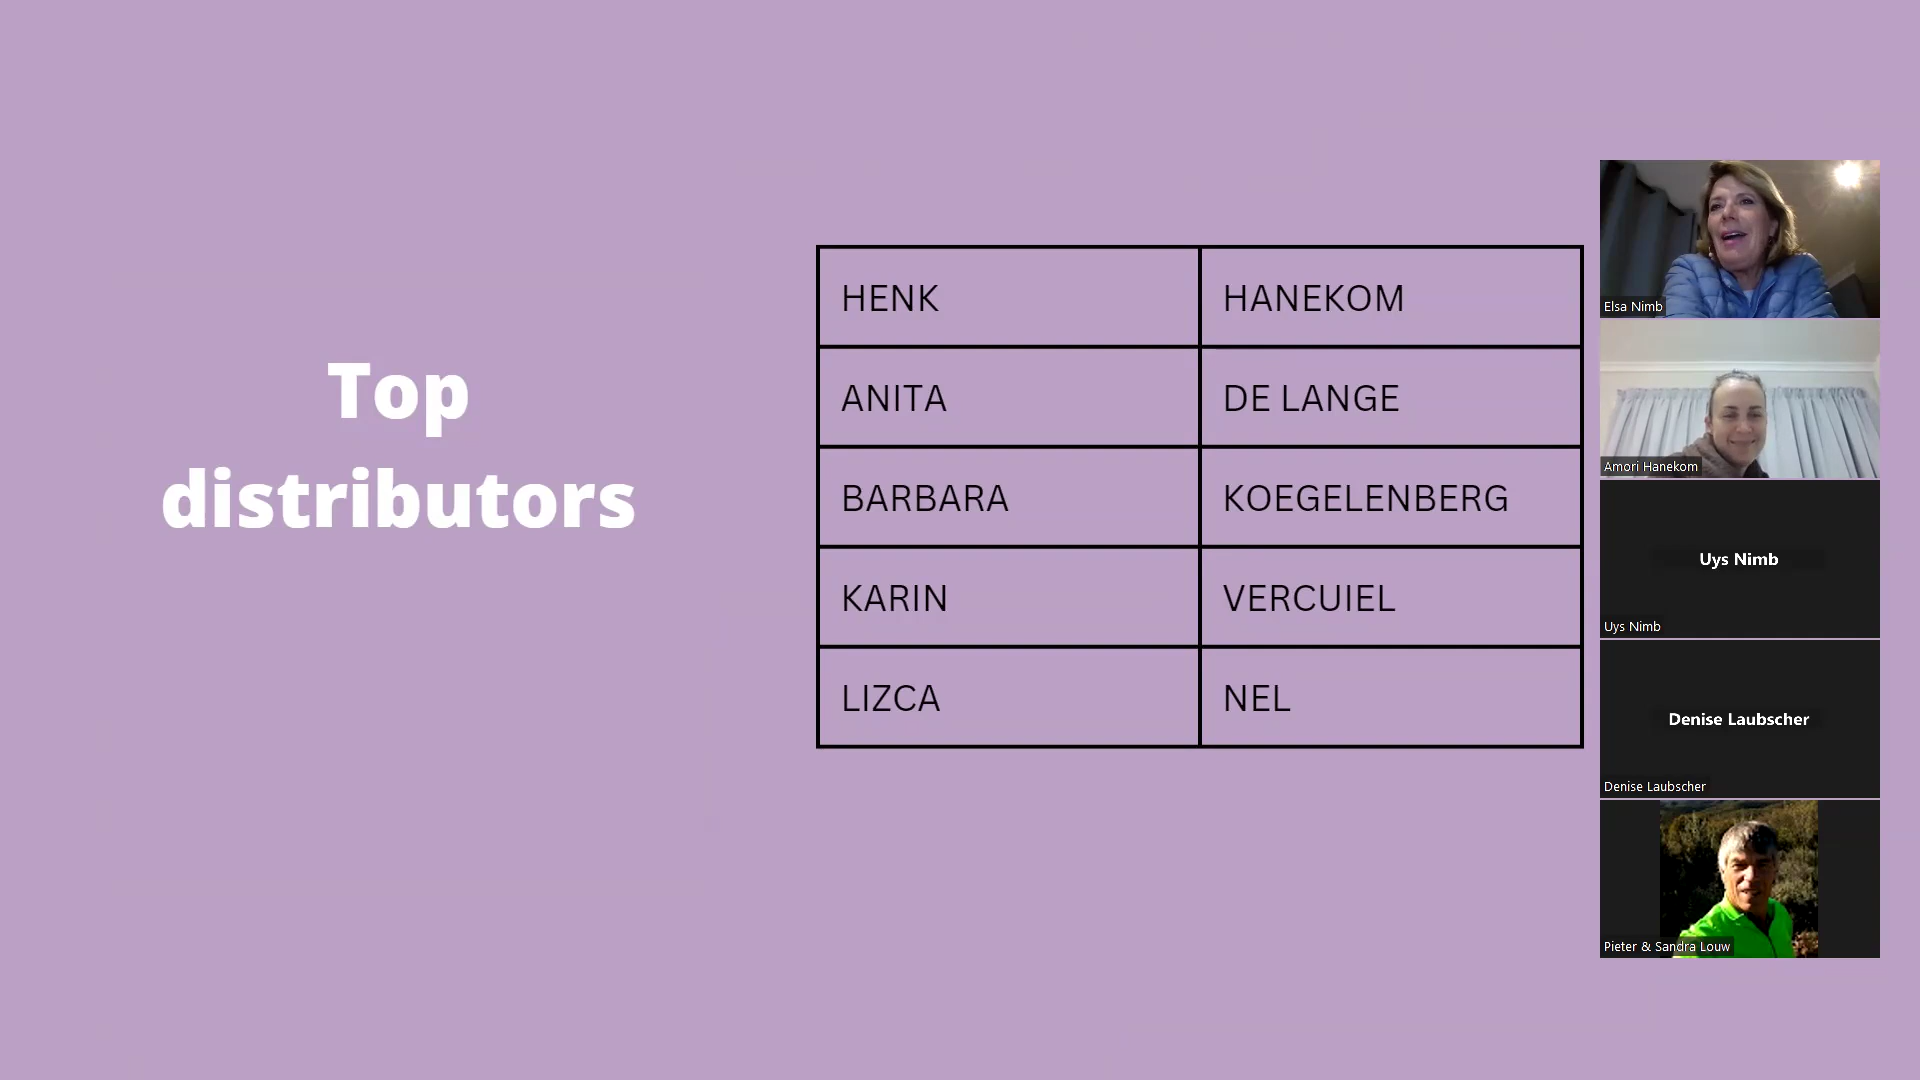 Top
distributors
HENK HANEKOM
ANITA DE LANGE
BARBARA KOEGELENBERG
KARIN VERCUIEL
LIZCA NEL
Elsa Nimb
Amori Hanekom
Uys Nimb
Uys Nimb
Denise Laubscher
Denise Laubscher
Pieter & Sandra Louw